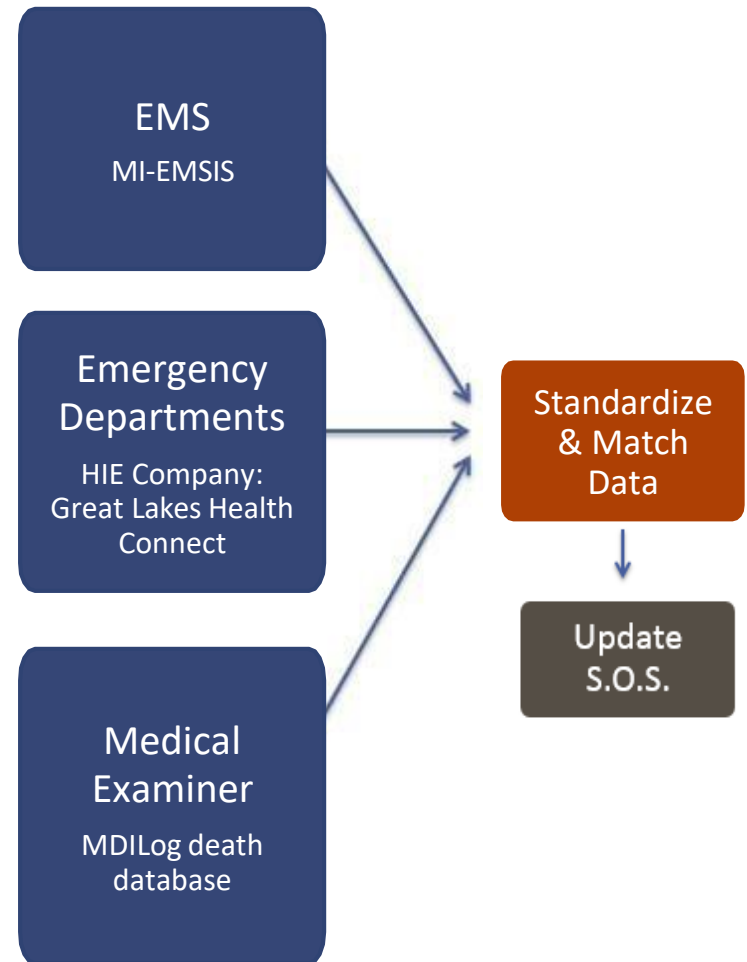 EMS
MI-EMSIS
Emergency
Departments
HIE Company:
Great Lakes Health
Connect
Medical
Examiner
MDILog death
database
Standardize
& Match
Data
Update
S.O.S.